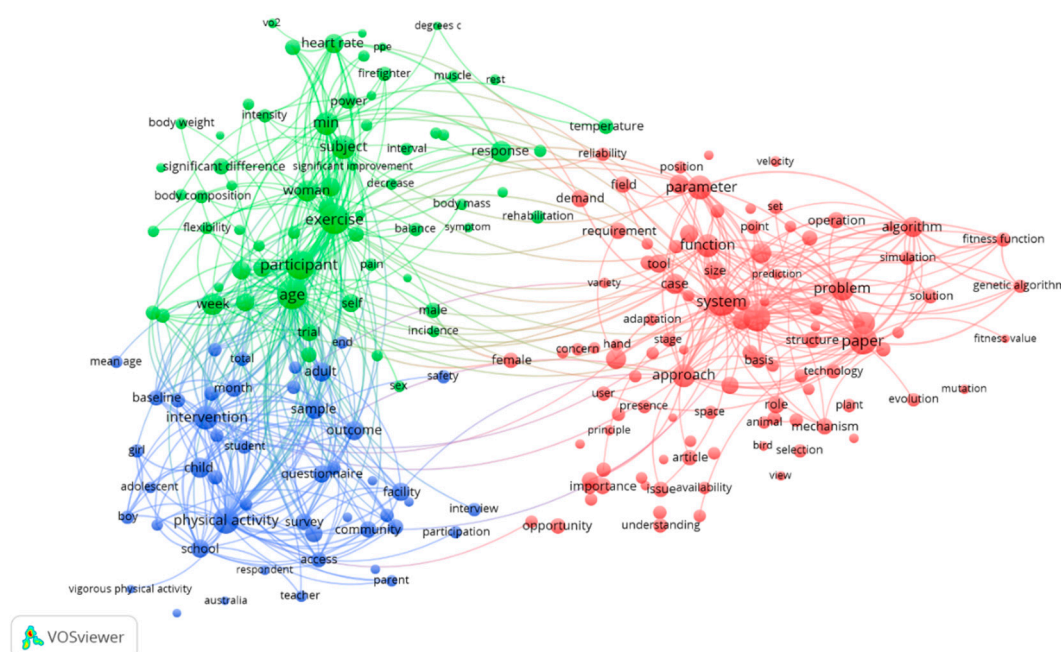 vo2
degrees c
heart rate
ppe
firefighter
muscle
rest
power
intensity
body weight
min
temperature
subject
interval
response
reliability
significant difference
significant improvement
position
velocity
woman
decrease
field
parameter
body composition
demand
body mass
set
exercise
rehabilitation
point
operation
flexibility
balance
symptom
requirement
algorithm
function
fitness function
participant
pain
tool
size
simulation
prediction
age
variety
case
problem
genetic algorithm
week
self
system
solution
male
adaptation
trial
incidence
stage
structure
paper
fitness value
end
hand
mean age
total
concern
basis
female
technology
adult
safety
approach
sex
month
baseline
user
mutation
evolution
intervention
sample
presence
space
role
plant
outcome
principle
animal
mechanism
student
girl
bird
selection
child
questionnaire
article
view
adolescent
facility
importance
issue
availability
boy
physical activity
survey
community
interview
opportunity
understanding
participation
school
access
respondent
parent
vigorous physical activity
teacher
australia
VOSviewer